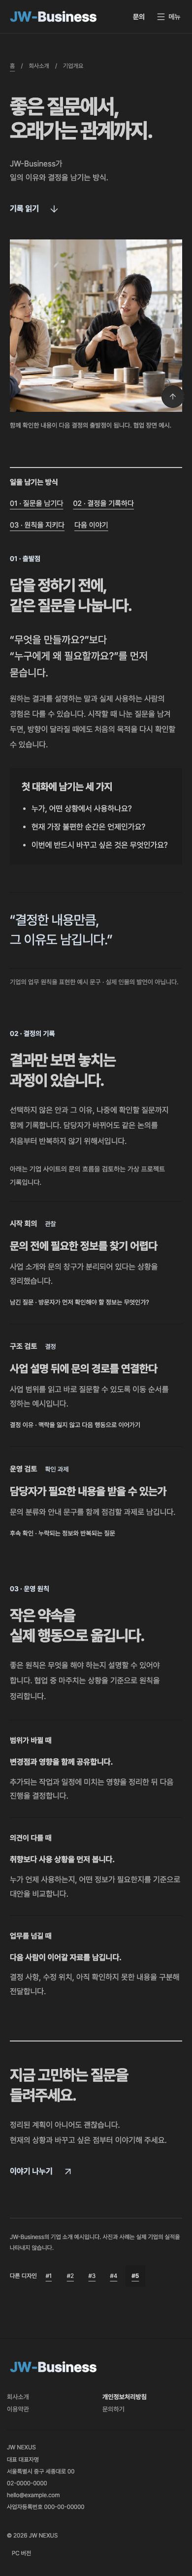 JW-Business
문의
메뉴
홈 / 회사소개 / 기업개요
좋은 질문에서,
오래가는 관계까지.
JW-Business가
일의 이유와 결정을 남기는 방식.
기록 읽기 ↓
↑
함께 확인한 내용이 다음 결정의 출발점이 됩니다. 협업 장면 예시.
일을 남기는 방식
01 · 질문을 남기다
02 · 결정을 기록하다
03 · 원칙을 지키다
다음 이야기
01 · 출발점
답을 정하기 전에,
같은 질문을 나눕니다.
“무엇을 만들까요?”보다
“누구에게 왜 필요할까요?”를 먼저
묻습니다.
원하는 결과를 설명하는 말과 실제 사용하는 사람의
경험은 다를 수 있습니다. 시작할 때 나눈 질문을 남겨
두면, 방향이 달라질 때에도 처음의 목적을 다시 확인할
수 있습니다.
첫 대화에 남기는 세 가지
• 누가, 어떤 상황에서 사용하나요?
• 현재 가장 불편한 순간은 언제인가요?
• 이번에 반드시 바꾸고 싶은 것은 무엇인가요?
“결정한 내용만큼,
그 이유도 남깁니다.”
기업의 업무 원칙을 표현한 예시 문구 · 실제 인물의 발언이 아닙니다.
02 · 결정의 기록
결과만 보면 놓치는
과정이 있습니다.
선택하지 않은 안과 그 이유, 나중에 확인할 질문까지
함께 기록합니다. 담당자가 바뀌어도 같은 논의를
처음부터 반복하지 않기 위해서입니다.
아래는 기업 사이트의 문의 흐름을 검토하는 가상 프로젝트
기록입니다.
시작 회의 관찰
문의 전에 필요한 정보를 찾기 어렵다
사업 소개와 문의 창구가 분리되어 있다는 상황을
정리했습니다.
남긴 질문 · 방문자가 먼저 확인해야 할 정보는 무엇인가?
구조 검토 결정
사업 설명 뒤에 문의 경로를 연결한다
사업 범위를 읽고 바로 질문할 수 있도록 이동 순서를
정하는 예시입니다.
결정 이유 · 맥락을 잃지 않고 다음 행동으로 이어가기
운영 검토 확인 과제
담당자가 필요한 내용을 받을 수 있는가
문의 분류와 안내 문구를 함께 점검할 과제로 남깁니다.
후속 확인 · 누락되는 정보와 반복되는 질문
03 · 운영 원칙
작은 약속을
실제 행동으로 옮깁니다.
좋은 원칙은 무엇을 해야 하는지 설명할 수 있어야
합니다. 협업 중 마주치는 상황을 기준으로 원칙을
정리합니다.
범위가 바뀔 때
변경점과 영향을 함께 공유합니다.
추가되는 작업과 일정에 미치는 영향을 정리한 뒤 다음
진행을 결정합니다.
의견이 다를 때
취향보다 사용 상황을 먼저 봅니다.
누가 언제 사용하는지, 어떤 정보가 필요한지를 기준으로
대안을 비교합니다.
업무를 넘길 때
다음 사람이 이어갈 자료를 남깁니다.
결정 사항, 수정 위치, 아직 확인하지 못한 내용을 구분해
전달합니다.
지금 고민하는 질문을
들려주세요.
정리된 계획이 아니어도 괜찮습니다.
현재의 상황과 바꾸고 싶은 점부터 이야기해 주세요.
이야기 나누기 ↗
JW-Business의 기업 소개 예시입니다. 사진과 사례는 실제 기업의 실적을
나타내지 않습니다.
다른 디자인 #1 #2 #3 #4 #5
JW-Business
회사소개
개인정보처리방침
이용약관
문의하기
JW NEXUS
대표 대표자명
서울특별시 중구 세종대로 00
02-0000-0000
hello@example.com
사업자등록번호 000-00-00000
© 2026 JW NEXUS
PC 버전